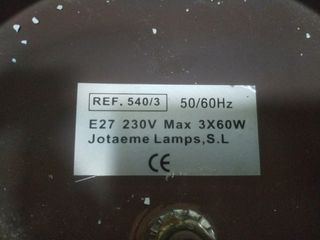 REF. 540/3 50/60Hz
E27 230V Max 3X60W
Jotaeme Lamps,S.L
CE